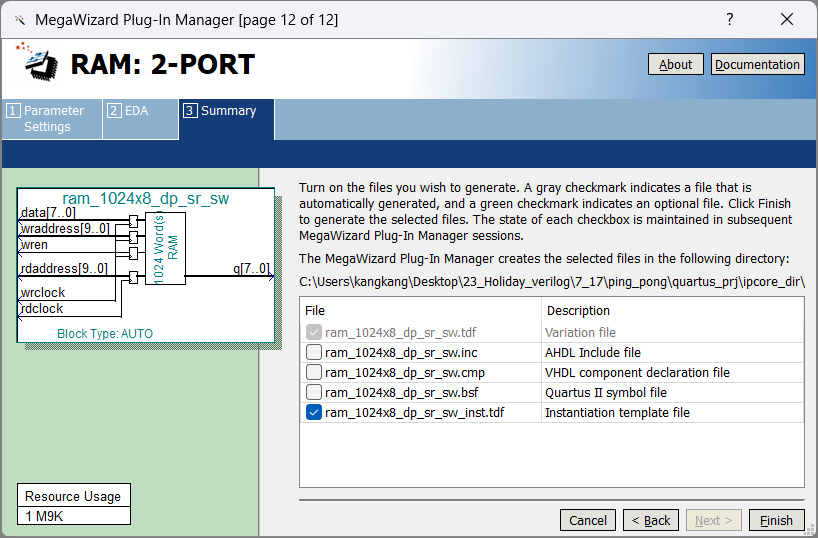 MegaWizard Plug-In Manager [page 12 of 12]
?
RAM: 2-PORT
About
Documentation
1 Parameter Settings
2 EDA
3 Summary
ram_1024x8_dp_sr_sw
data[7..0]
wraddress[9..0]
wren
rdaddress[9..0]
q[7..0]
wrclock
rdclock
1024 Word(s)
RAM
Block Type: AUTO
Resource Usage
1 M9K
Turn on the files you wish to generate. A gray checkmark indicates a file that is
automatically generated, and a green checkmark indicates an optional file. Click Finish
to generate the selected files. The state of each checkbox is maintained in subsequent
MegaWizard Plug-In Manager sessions.
The MegaWizard Plug-In Manager creates the selected files in the following directory:
C:\Users\kangkang\Desktop\23_Holiday_verilog\7_17\ping_pong\quartus_prj\ipcore_dir\
File Description
ram_1024x8_dp_sr_sw.tdf Variation file
ram_1024x8_dp_sr_sw.inc AHDL Include file
ram_1024x8_dp_sr_sw.cmp VHDL component declaration file
ram_1024x8_dp_sr_sw.bsf Quartus II symbol file
ram_1024x8_dp_sr_sw_inst.tdf Instantiation template file
Cancel
< Back
Next >
Finish